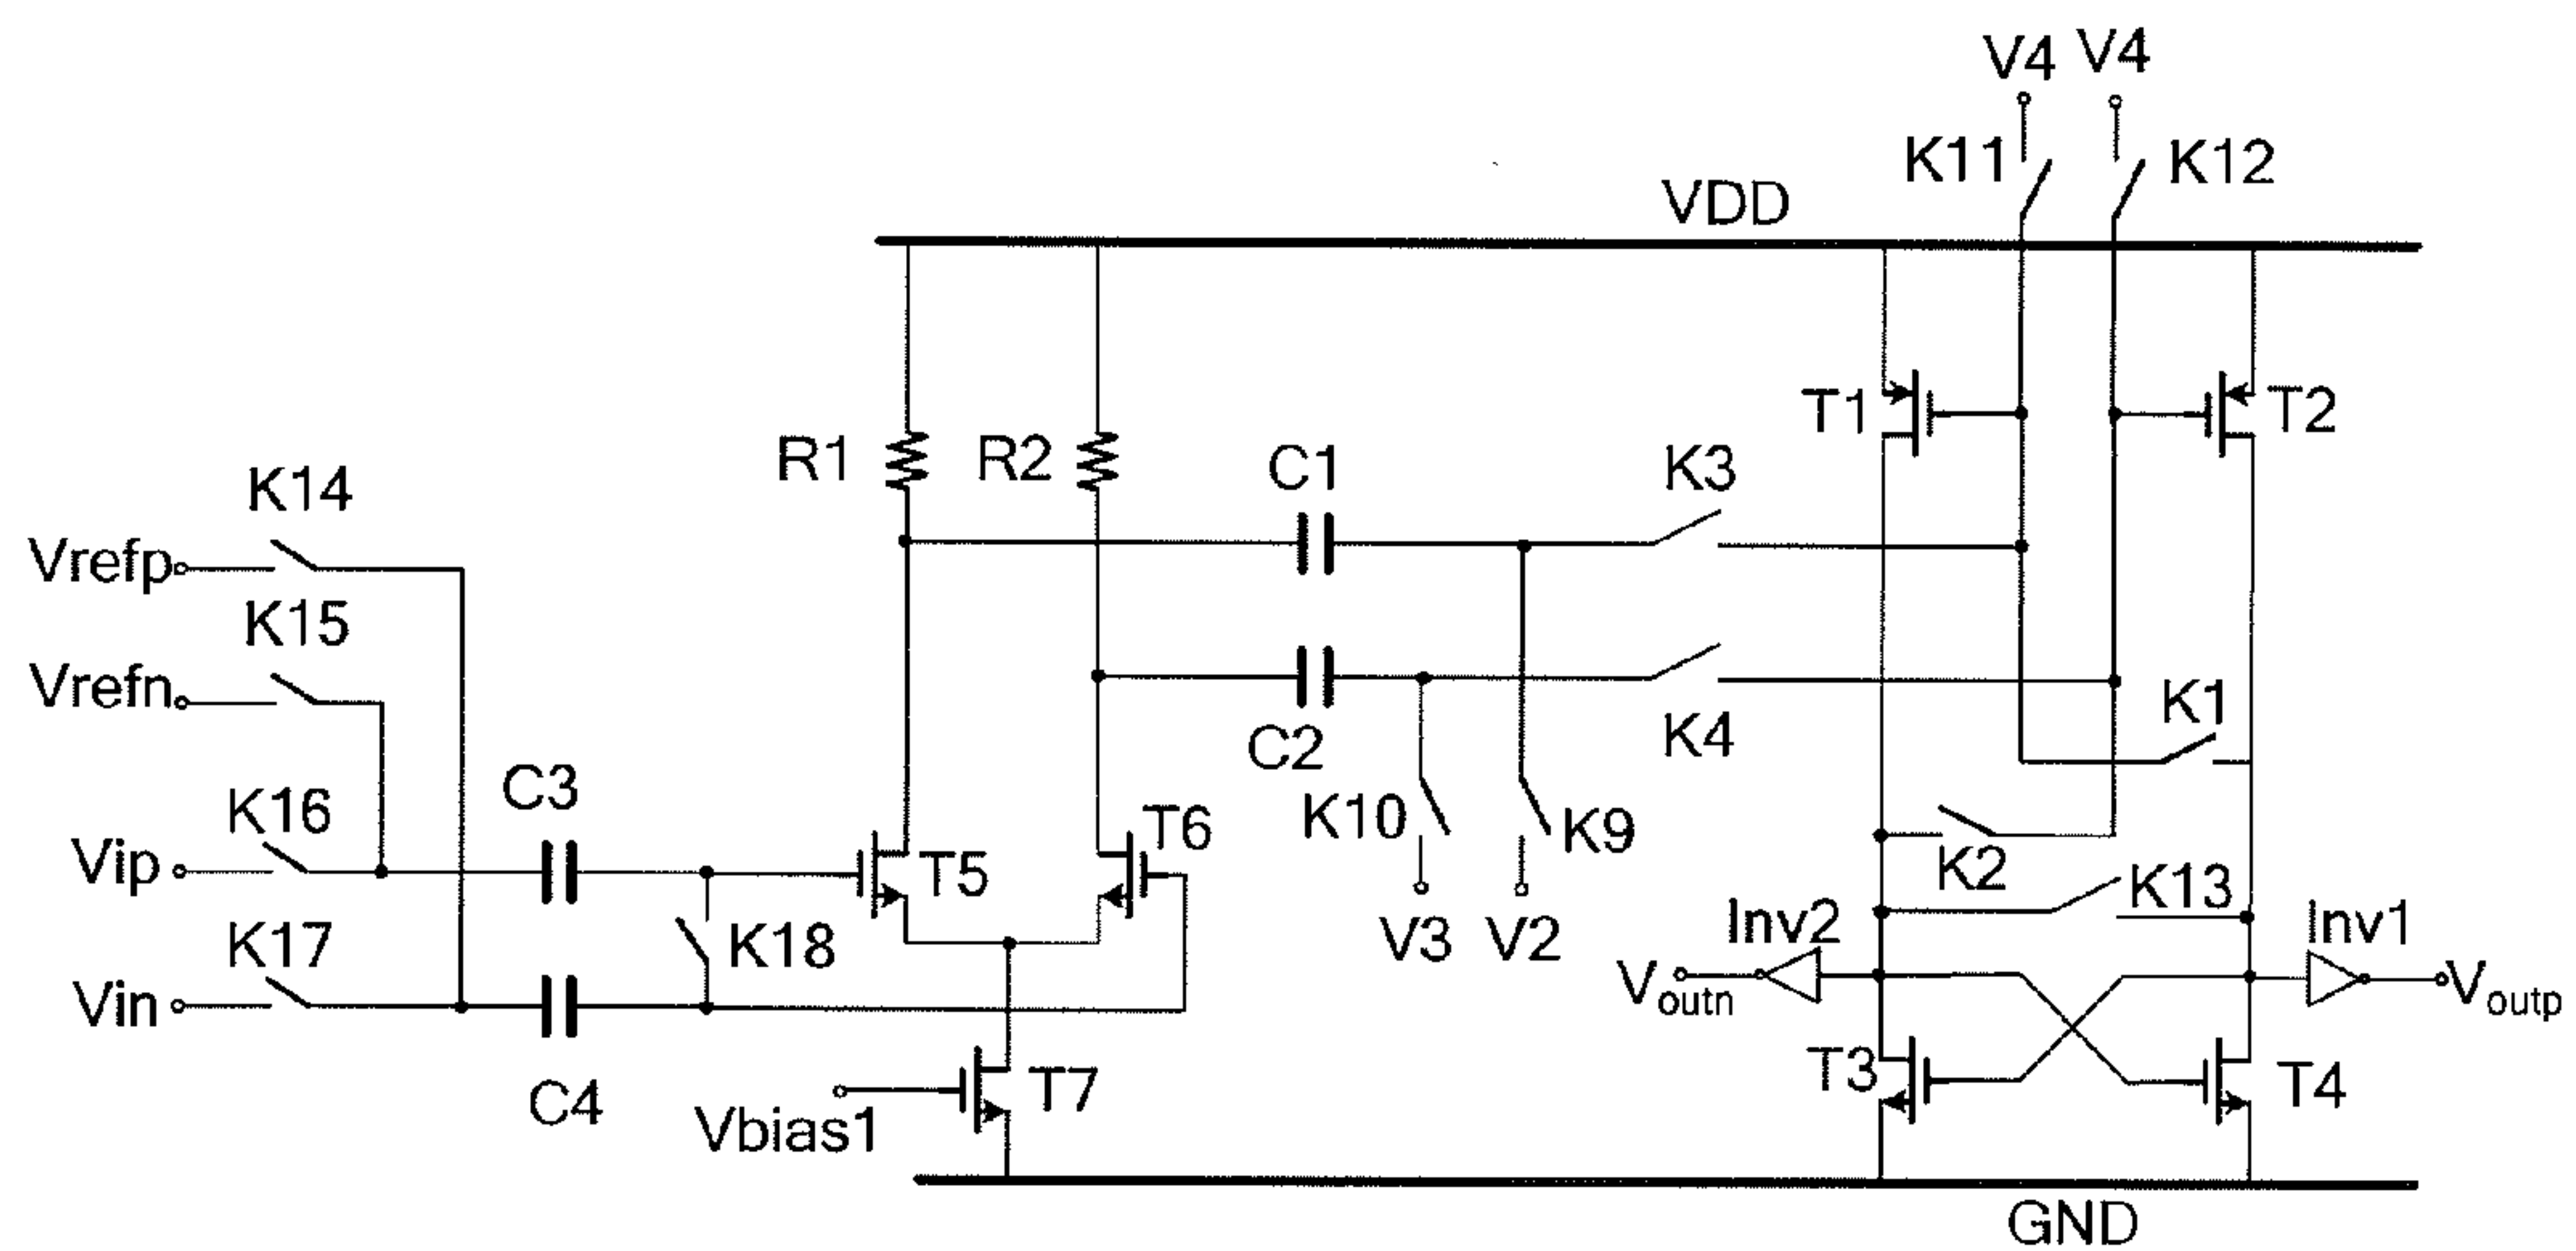 V4 V4
K11 K12
VDD
T1 T2
R1 R2 C1 K3
K14
Vrefp
K15
Vrefn
C2 K4 K1
K16 C3
Vip
T5 T6 K10 K9
K2 K13
V3 V2
K17 K18
Vin
Inv2 Inv1
Voutn Voutp
C4
Vbias1 T7
T3 T4
GND